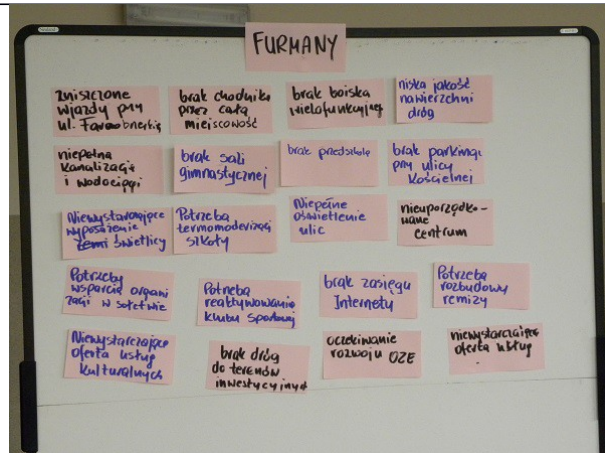 FURMANY
zniszczone
wjazdy przy
ul.
brak chodnika
przez całą
miejscowość
brak boiska
wielofunkcyjnego
niska jakość
nawierzchni
dróg
niepełna
kanalizacja
i wodociągi
brak sali
gimnastycznej
brak przedszkola
brak parkingu
przy ulicy
Kościelnej
Niewystarczające
wyposażenie
świetlicy
Potrzeba
termomodernizacji
szkoły
Niepełne
oświetlenie
ulic
nieuporządko-
wane
centrum
Potrzeby
wsparcia organi
zacji w sołectwie
Potrzeba
reaktywowania
klubu sportowego
brak zasięgu
Internetu
Potrzeba
rozbudowy
remizy
Niewystarczająca
oferta usług
kulturalnych
brak dróg
do terenów
inwestycyjnych
oczekiwanie
rozwoju OZE
niewystarczająca
oferta usług